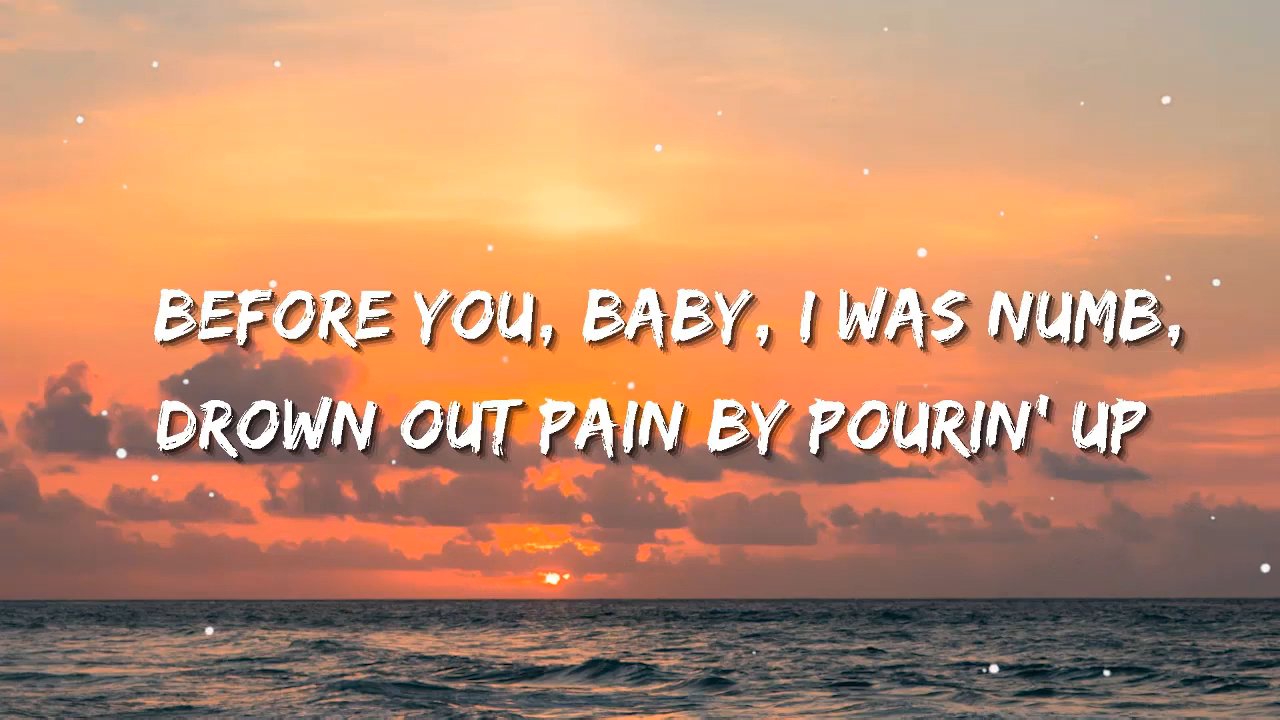 BEFORE YOU, BABY, I WAS NUMB,
DROWN OUT PAIN BY POURIN' UP